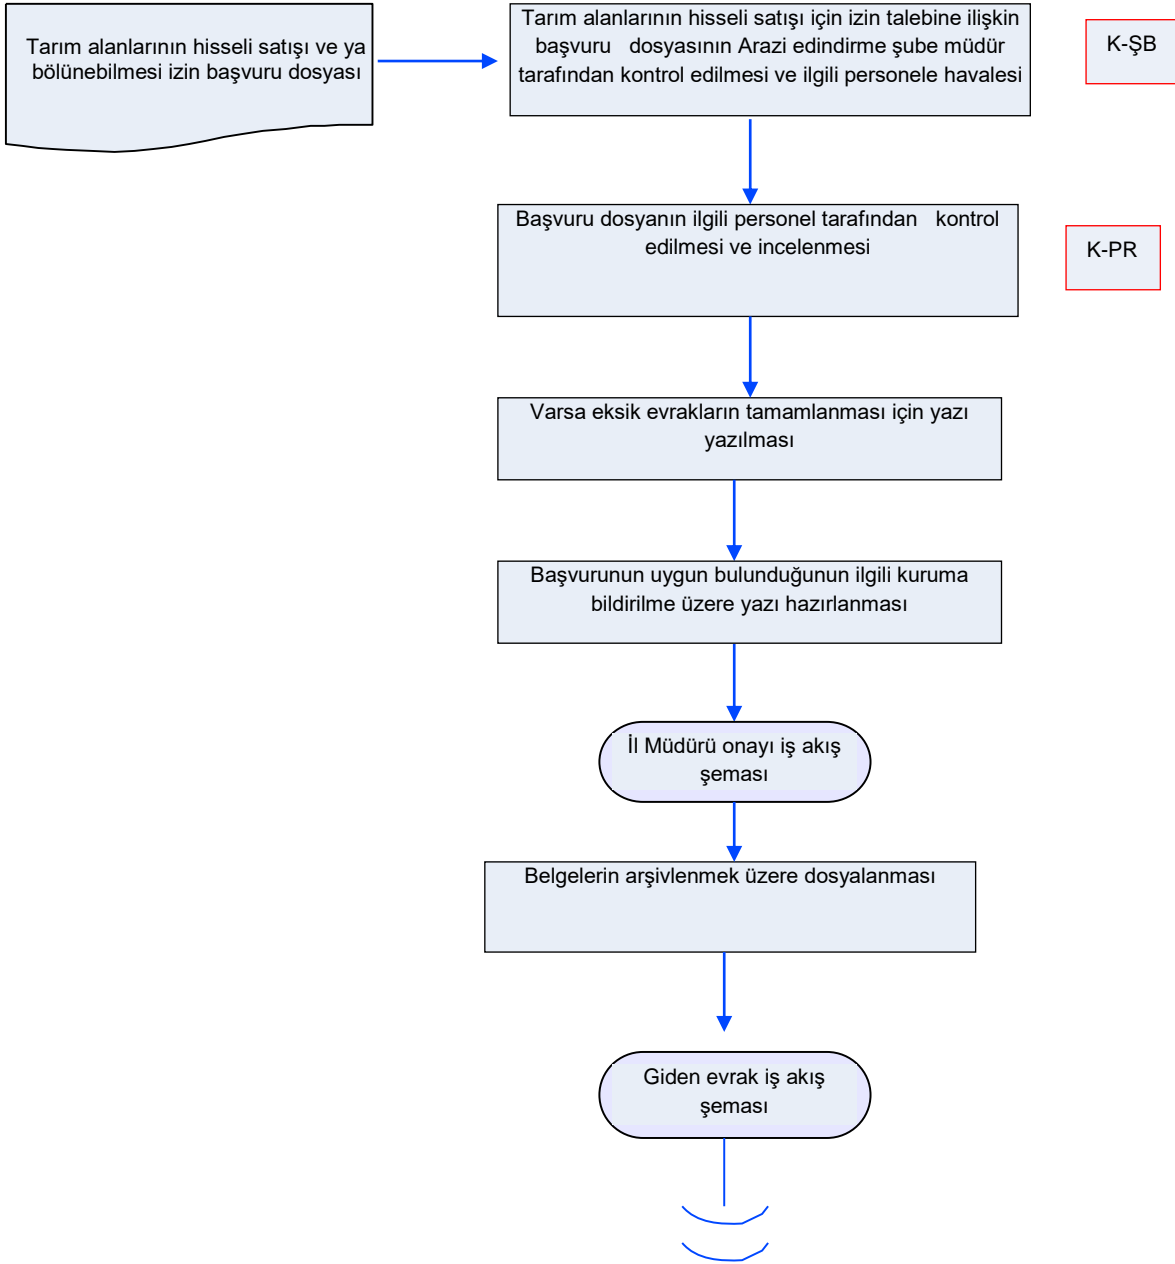 Tarım alanlarının hisseli satışı ve ya
bölünebilmesi izin başvuru dosyası
Tarım alanlarının hisseli satışı için izin talebine ilişkin
başvuru dosyasının Arazi edindirme şube müdür
tarafından kontrol edilmesi ve ilgili personele havalesi
K-ŞB
Başvuru dosyanın ilgili personel tarafından kontrol
edilmesi ve incelenmesi
K-PR
Varsa eksik evrakların tamamlanması için yazı
yazılması
Başvurunun uygun bulunduğunun ilgili kuruma
bildirilme üzere yazı hazırlanması
İl Müdürü onayı iş akış
şeması
Belgelerin arşivlenmek üzere dosyalanması
Giden evrak iş akış
şeması